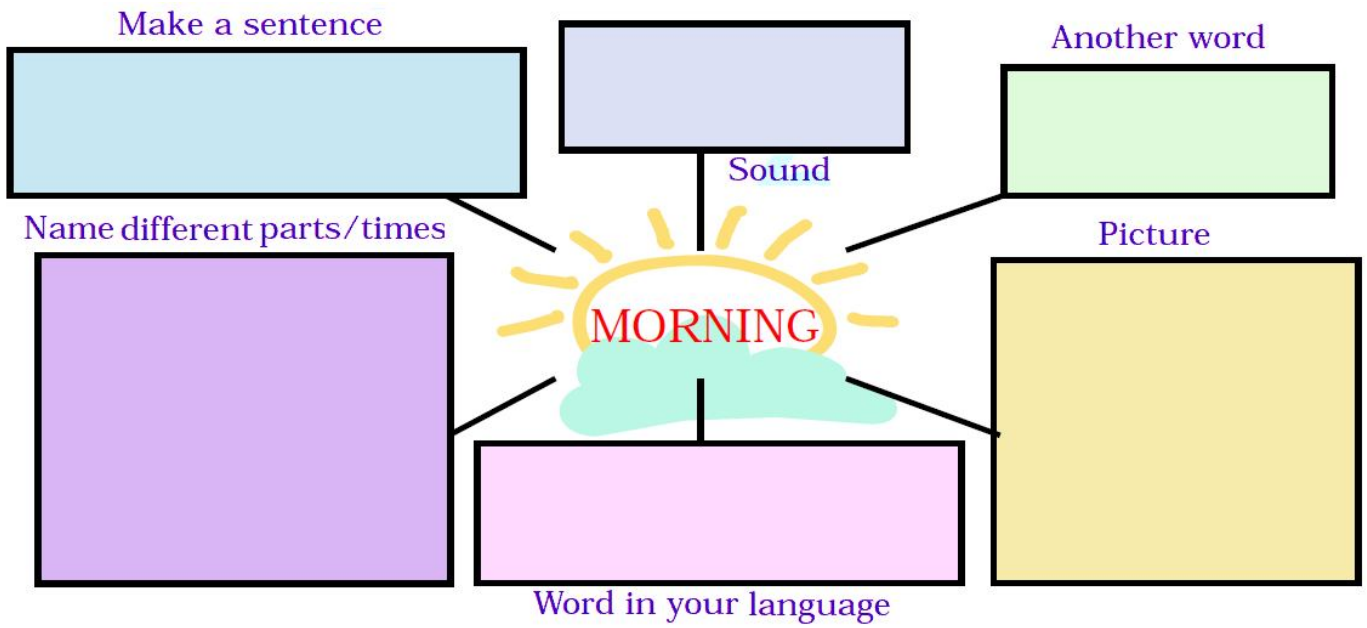 Make a sentence
Another word
Sound
Name different parts/times
Picture
MORNING
Word in your language